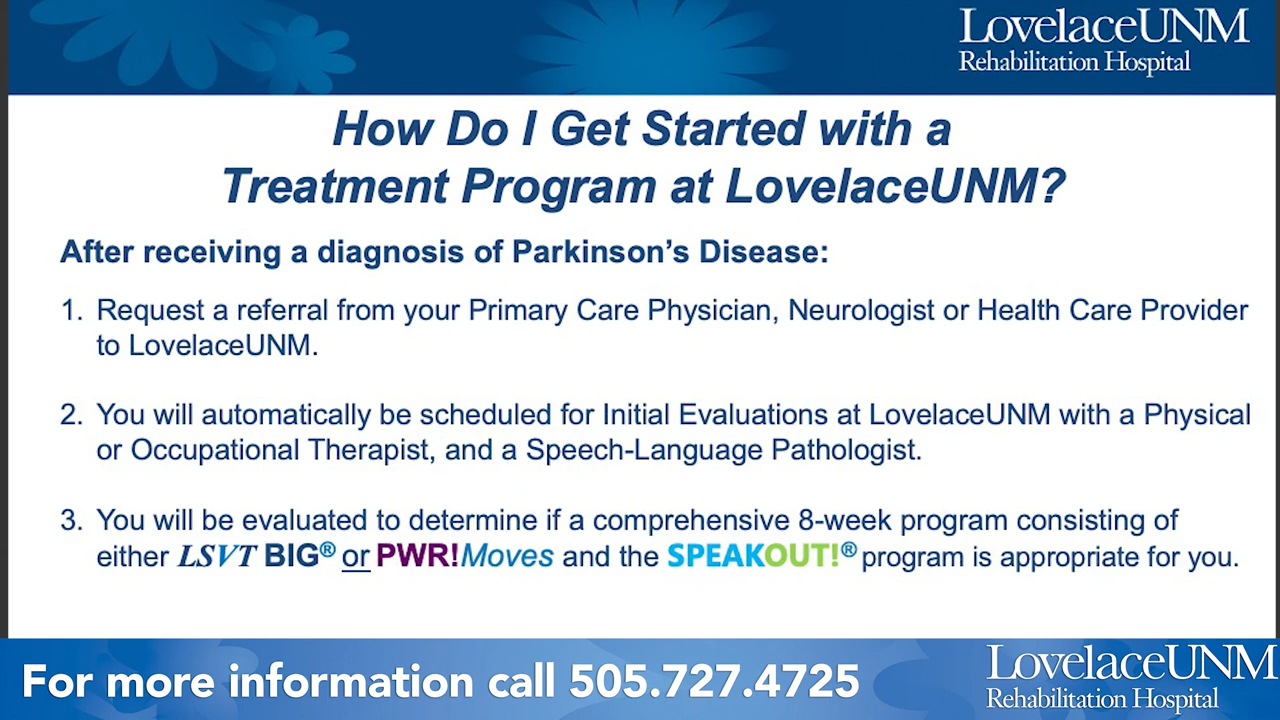 LovelaceUNM
Rehabilitation Hospital
How Do I Get Started with a
Treatment Program at LovelaceUNM?
After receiving a diagnosis of Parkinson’s Disease:
1. Request a referral from your Primary Care Physician, Neurologist or Health Care Provider
to LovelaceUNM.
2. You will automatically be scheduled for Initial Evaluations at LovelaceUNM with a Physical
or Occupational Therapist, and a Speech-Language Pathologist.
3. You will be evaluated to determine if a comprehensive 8-week program consisting of
either LSVT BIG® or PWR!Moves and the SPEAKOUT!® program is appropriate for you.
For more information call 505.727.4725
LovelaceUNM
Rehabilitation Hospital